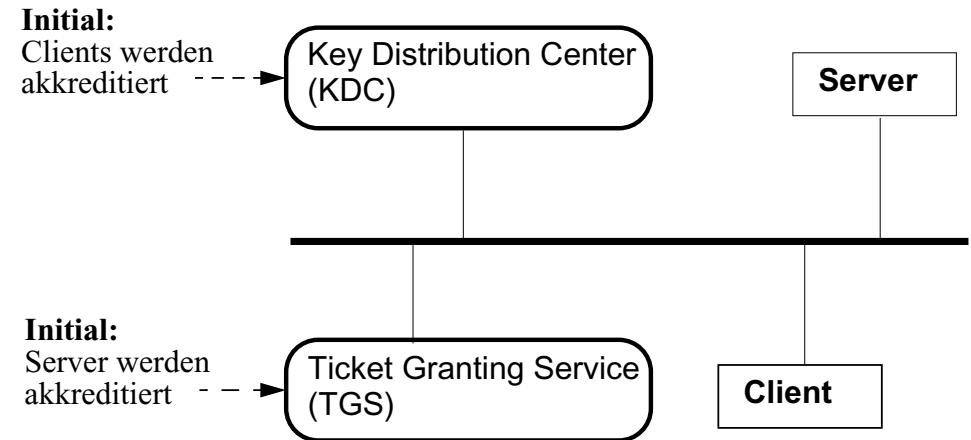 Initial:
Clients werden
akkreditiert
Key Distribution Center
(KDC)
Server
Initial:
Server werden
akkreditiert
Ticket Granting Service
(TGS)
Client